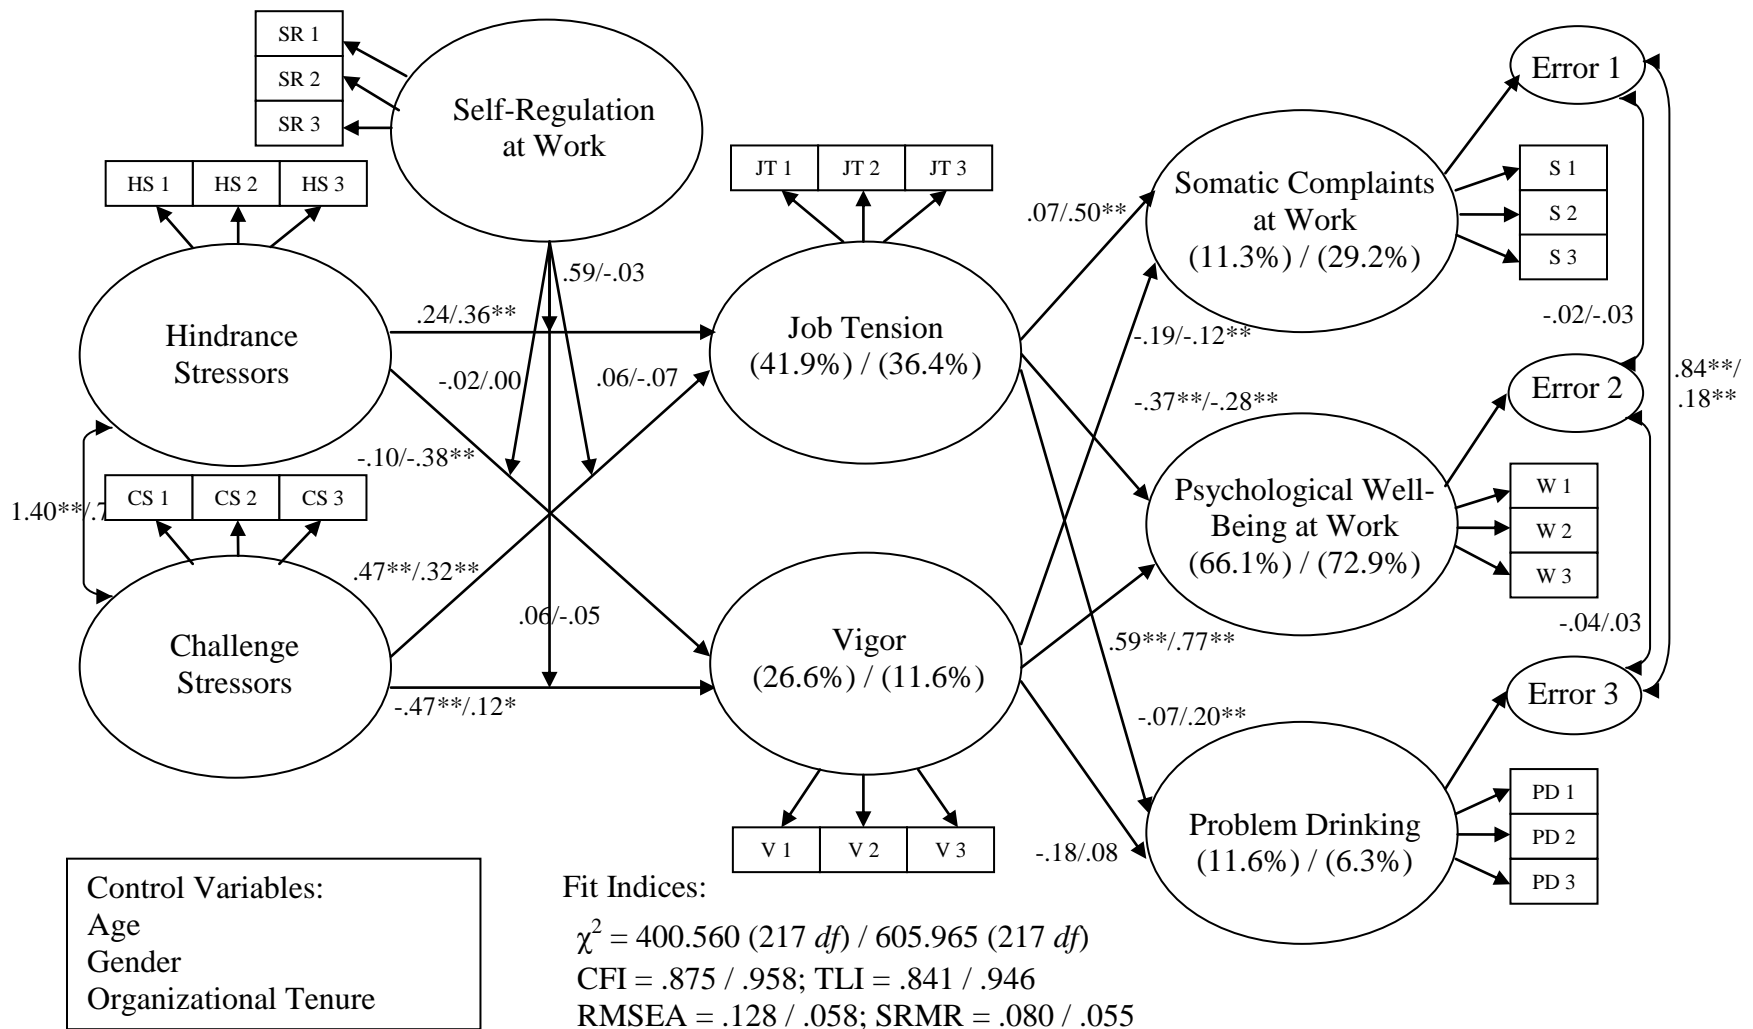 SR 1
SR 2
SR 3
Self-Regulation
at Work
HS 1
HS 2
HS 3
Hindrance
Stressors
CS 1
CS 2
CS 3
Challenge
Stressors
1.40**/.7
.59/-.03
.24/.36**
-.02/.00
.06/-.07
-.10/-.38**
.47**/.32**
.06/-.05
-.47**/.12*
JT 1
JT 2
JT 3
Job Tension
(41.9%) / (36.4%)
Vigor
(26.6%) / (11.6%)
V 1
V 2
V 3
.07/.50**
-.19/-.12**
-.37**/-.28**
.59**/.77**
-.07/.20**
-.18/.08
Somatic Complaints
at Work
(11.3%) / (29.2%)
S 1
S 2
S 3
Psychological Well-
Being at Work
(66.1%) / (72.9%)
W 1
W 2
W 3
Problem Drinking
(11.6%) / (6.3%)
PD 1
PD 2
PD 3
Error 1
Error 2
Error 3
-.02/-.03
.84**/
.18**
-.04/.03
Control Variables:
Age
Gender
Organizational Tenure
Fit Indices:
χ² = 400.560 (217 df) / 605.965 (217 df)
CFI = .875 / .958; TLI = .841 / .946
RMSEA = .128 / .058; SRMR = .080 / .055